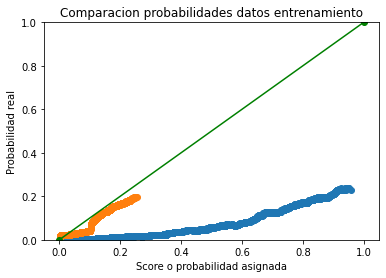 Comparacion probabilidades datos entrenamiento
Probabilidad real
1.0
0.8
0.6
0.4
0.2
0.0
0.0 0.2 0.4 0.6 0.8 1.0
Score o probabilidad asignada